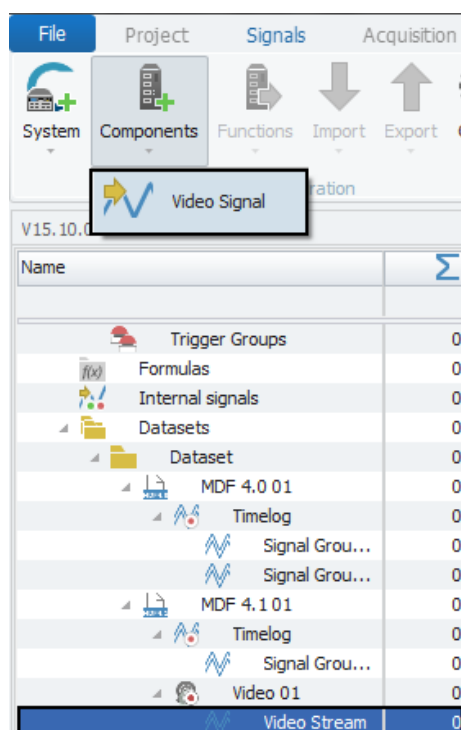 File Project Signals Acquisition
System Components Functions Import Export
Video Signal
V15.10.0
Name Σ
Trigger Groups 0
f(x) Formulas 0
Internal signals 0
Datasets 0
Dataset 0
MDF 4.0 01 0
Timelog 0
Signal Grou... 0
Signal Grou... 0
MDF 4.1 01 0
Timelog 0
Signal Grou... 0
Video 01 0
Video Stream 0